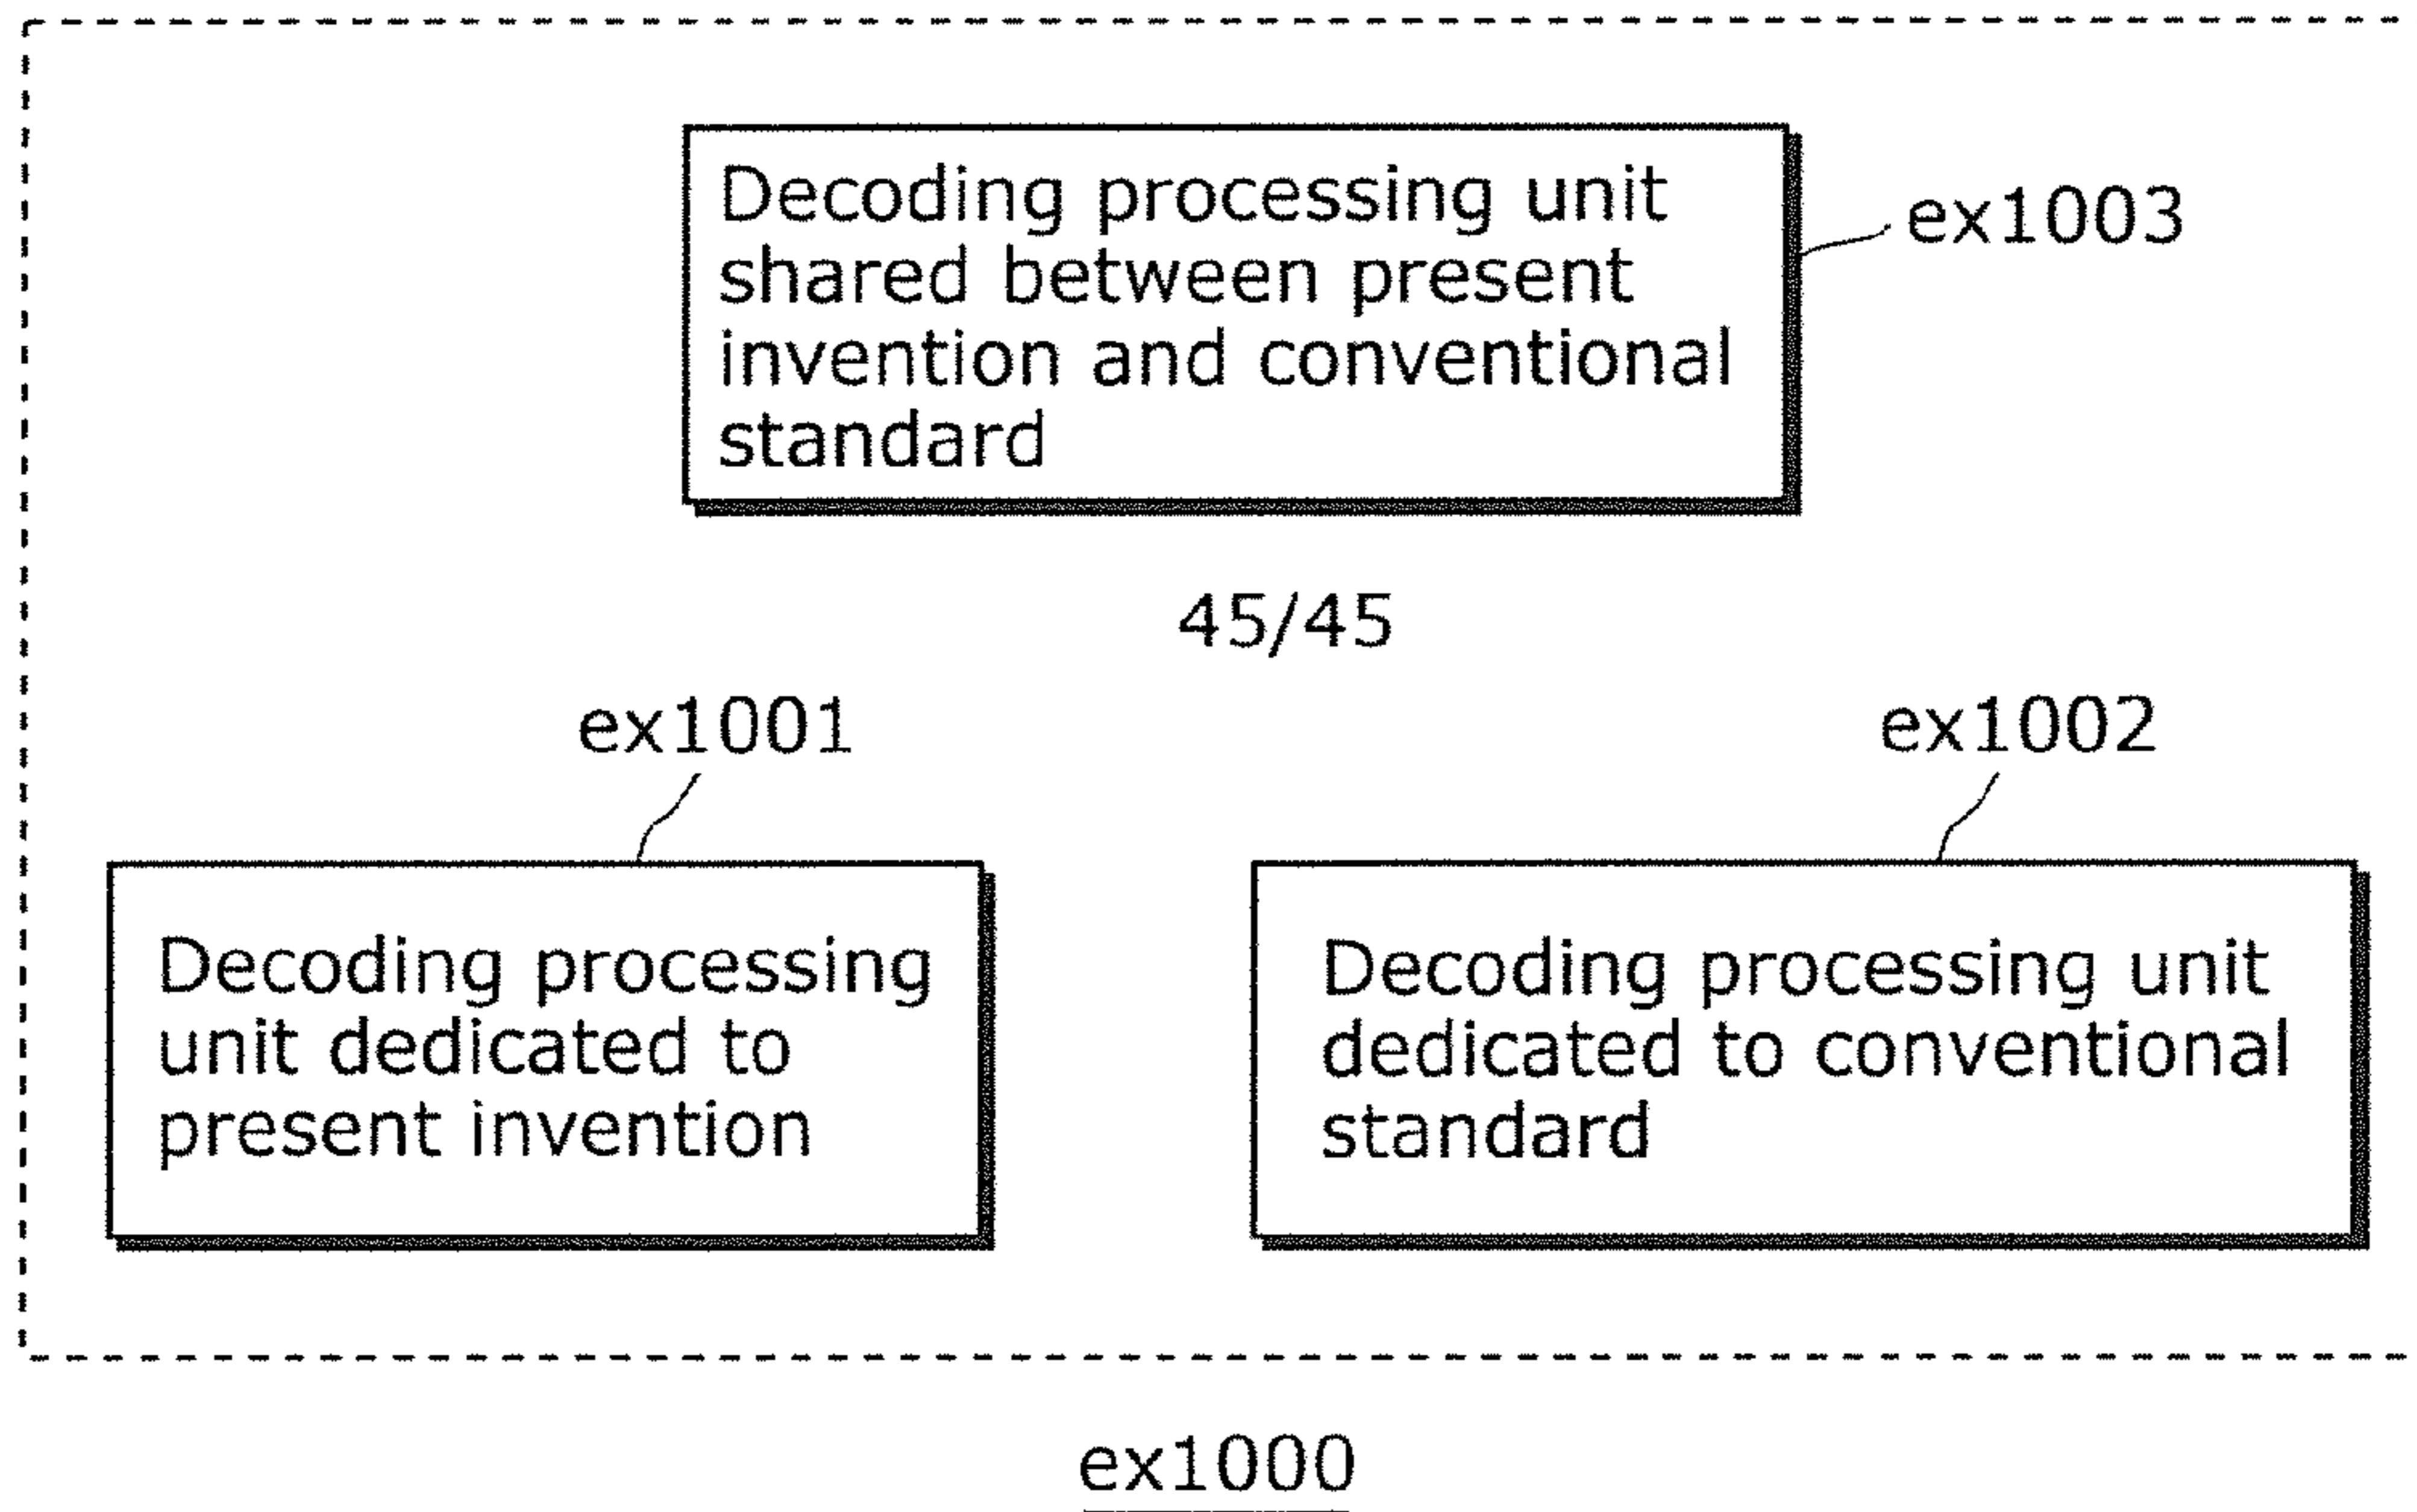 Decoding processing unit
shared between present
invention and conventional
standard
ex1003
45/45
ex1001
ex1002
Decoding processing
unit dedicated to
present invention
Decoding processing unit
dedicated to conventional
standard
ex1000